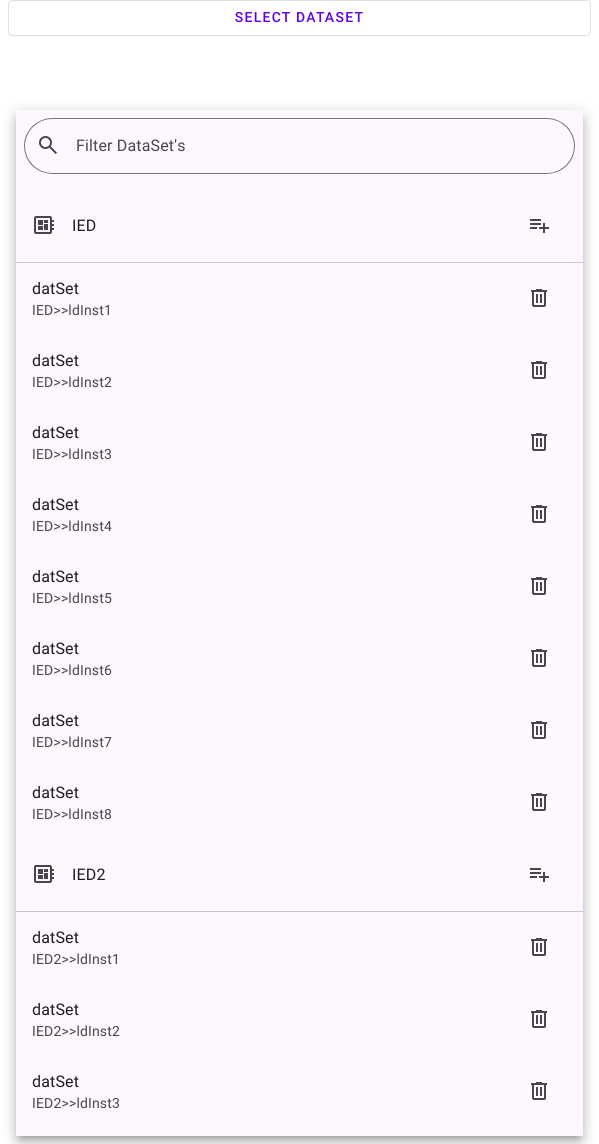 SELECT DATASET
Filter DataSet's
IED
datSet
IED>>ldInst1
datSet
IED>>ldInst2
datSet
IED>>ldInst3
datSet
IED>>ldInst4
datSet
IED>>ldInst5
datSet
IED>>ldInst6
datSet
IED>>ldInst7
datSet
IED>>ldInst8
IED2
datSet
IED2>>ldInst1
datSet
IED2>>ldInst2
datSet
IED2>>ldInst3